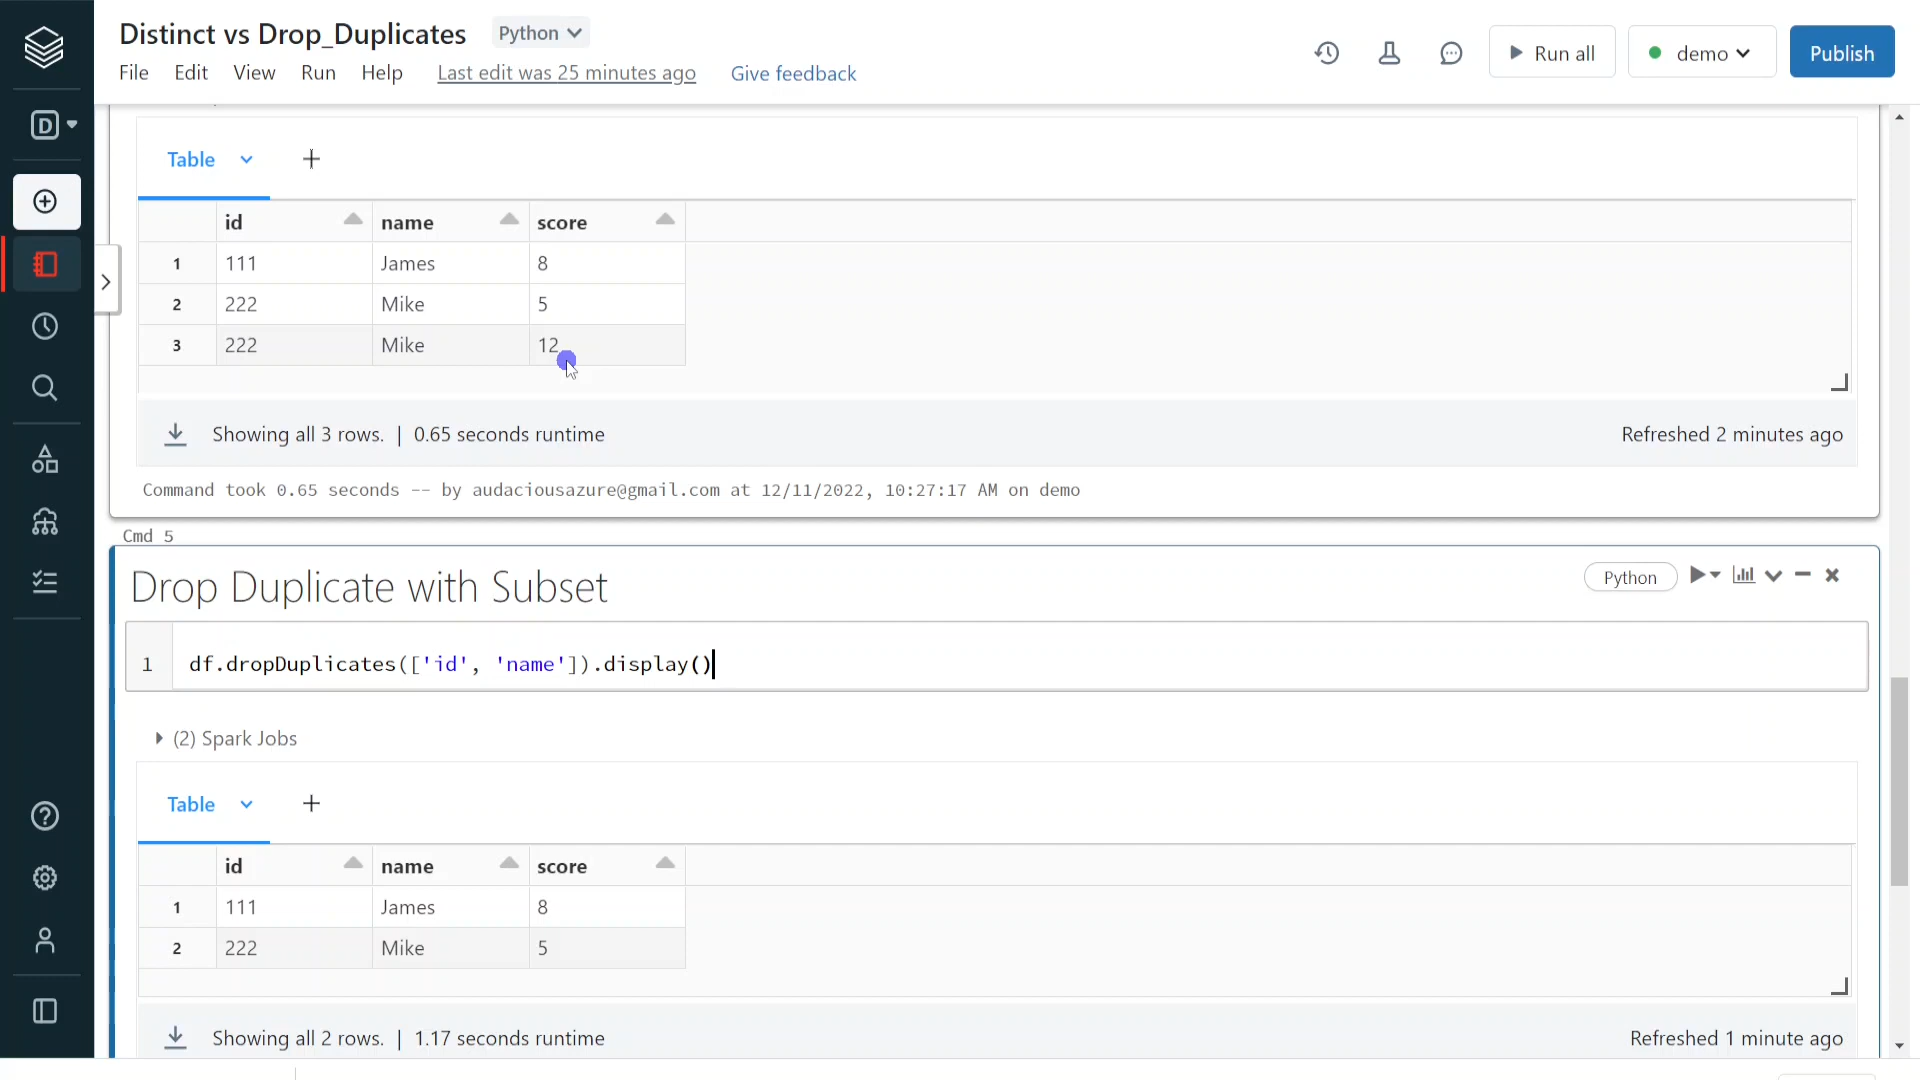 Distinct vs Drop_Duplicates Python
File Edit View Run Help Last edit was 25 minutes ago Give feedback
Run all demo Publish
D
Table +
id name score
1 111 James 8
2 222 Mike 5
3 222 Mike 12
Showing all 3 rows. | 0.65 seconds runtime Refreshed 2 minutes ago
Command took 0.65 seconds -- by audaciousazure@gmail.com at 12/11/2022, 10:27:17 AM on demo
Cmd 5
Drop Duplicate with Subset Python
1 df.dropDuplicates(['id', 'name']).display()
(2) Spark Jobs
Table +
id name score
1 111 James 8
2 222 Mike 5
Showing all 2 rows. | 1.17 seconds runtime Refreshed 1 minute ago